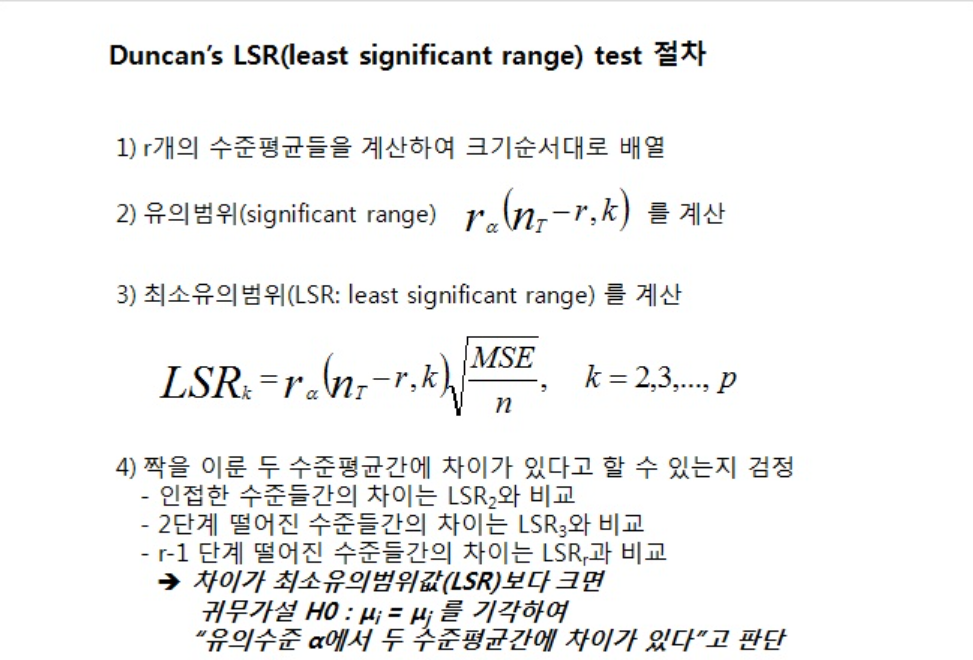 Duncan's LSR(least significant range) test 절차
1) r개의 수준평균들을 계산하여 크기순서대로 배열
2) 유의범위(significant range) r_α(n_T − r, k) 를 계산
3) 최소유의범위(LSR: least significant range) 를 계산
LSR_k = r_α(n_T − r, k)√(MSE/n), k = 2,3,..., p
4) 짝을 이룬 두 수준평균간에 차이가 있다고 할 수 있는지 검정
- 인접한 수준들간의 차이는 LSR₂와 비교
- 2단계 떨어진 수준들간의 차이는 LSR₃와 비교
- r-1 단계 떨어진 수준들간의 차이는 LSRᵣ과 비교
➔ 차이가 최소유의범위값(LSR)보다 크면
귀무가설 H0 : μᵢ = μⱼ 를 기각하여
“유의수준 α에서 두 수준평균간에 차이가 있다”고 판단